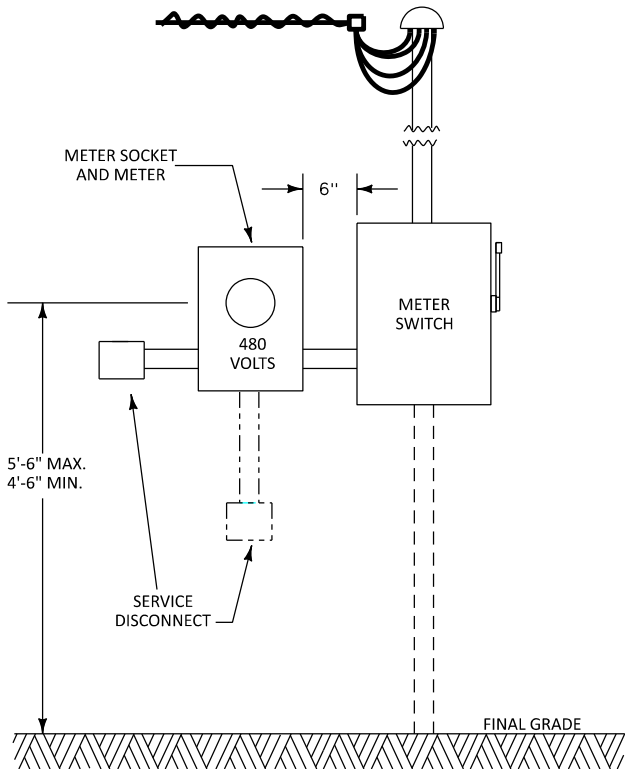 METER SOCKET
AND METER
6"
METER
SWITCH
480
VOLTS
5'-6" MAX.
4'-6" MIN.
SERVICE
DISCONNECT
FINAL GRADE